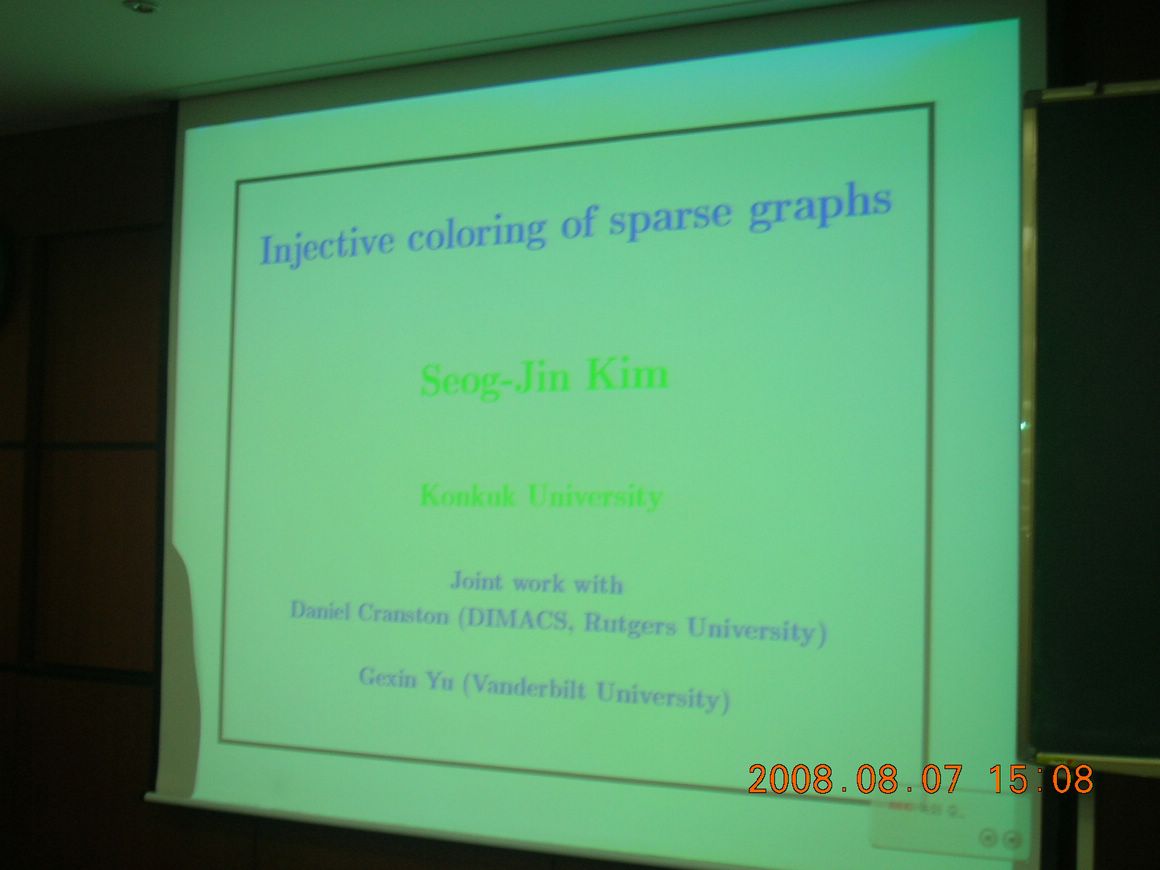 Injective coloring of sparse graphs
Seog-Jin Kim
Konkuk University
Joint work with
Daniel Cranston (DIMACS, Rutgers University)
Gexin Yu (Vanderbilt University)
2008.08.07 15:08